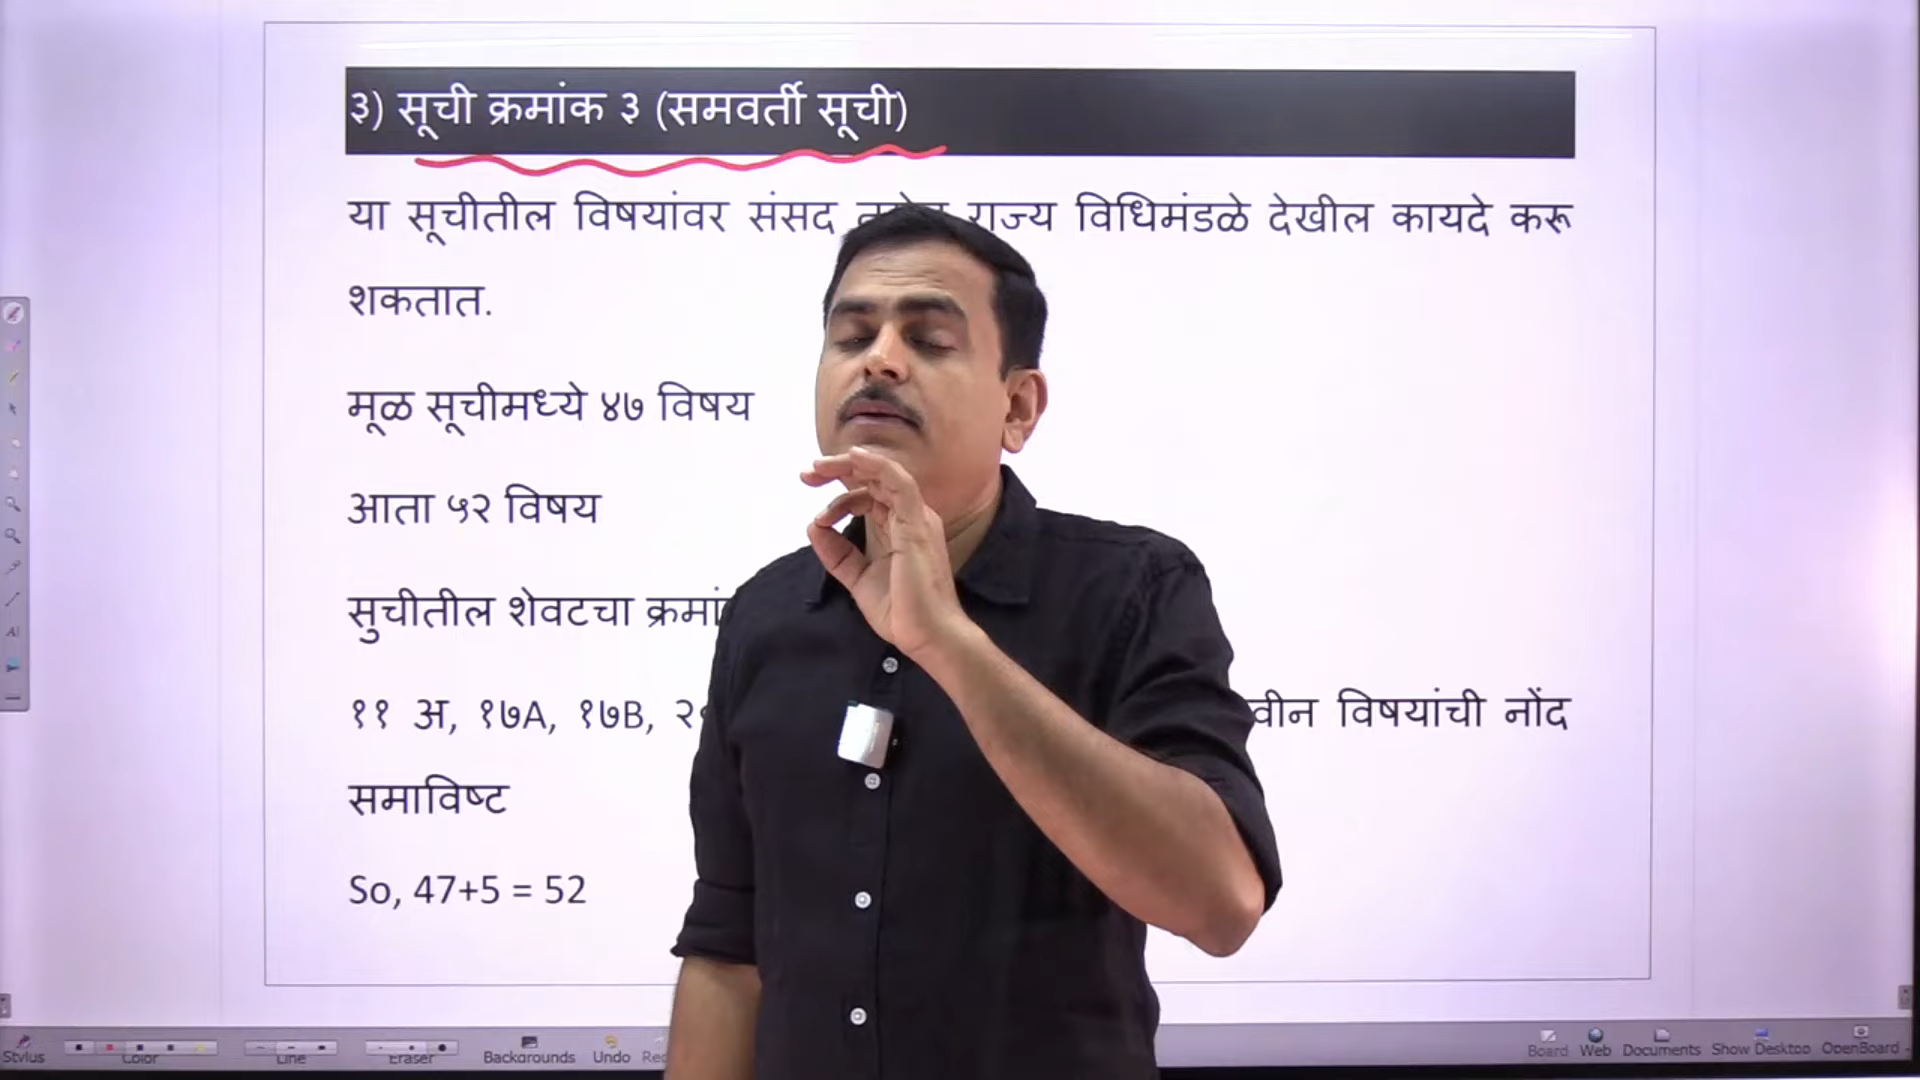 ३) सूची क्रमांक ३ (समवर्ती सूची)
या सूचीतील विषयांवर संसद राज्य विधिमंडळे देखील कायदे करू
शकतात.
मूळ सूचीमध्ये ४७ विषय
आता ५२ विषय
सुचीतील शेवटचा
११ अ, १७A, १७B, विषयांची नोंद
समाविष्ट
So, 47+5 = 52
Stylus Color Line Eraser Backgrounds Undo Board Web Documents Show Desktop OpenBoard